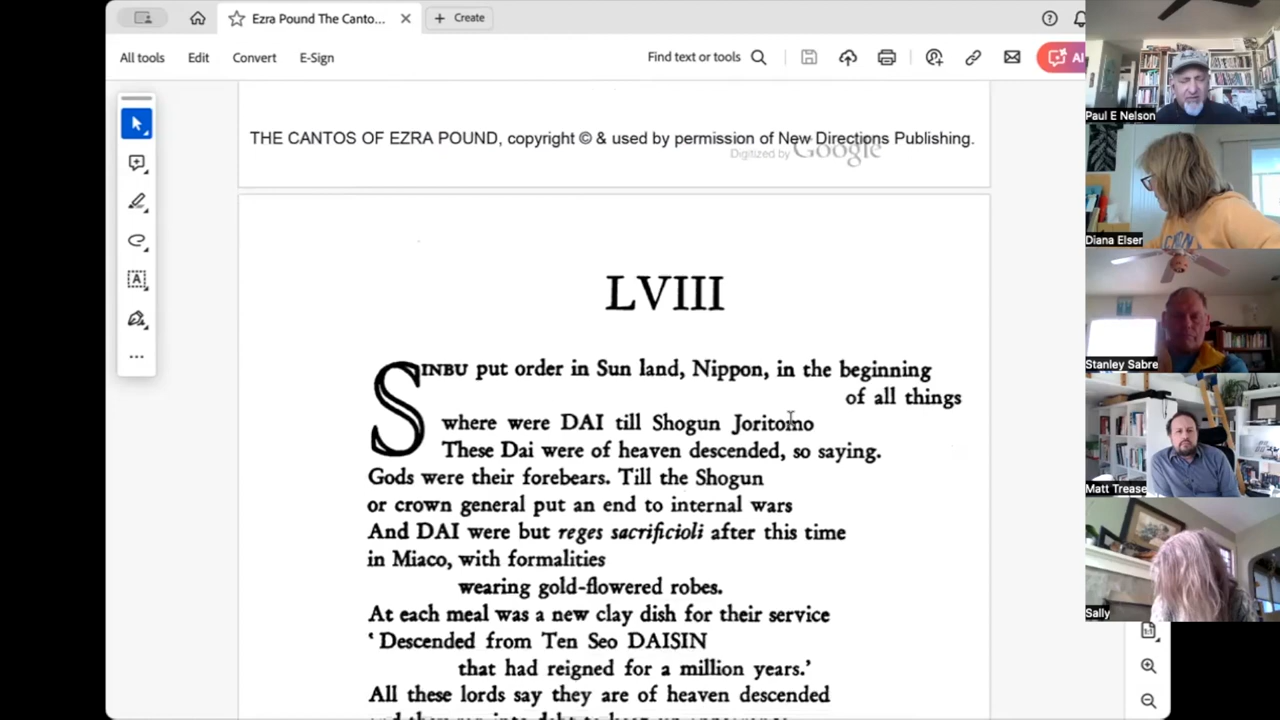 Ezra Pound The Canto...
Create
All tools
Edit
Convert
E-Sign
Find text or tools
AI
THE CANTOS OF EZRA POUND, copyright © & used by permission of New Directions Publishing.
Digitized by Google
LVIII
SINBU put order in Sun land, Nippon, in the beginning
of all things
where were DAI till Shogun Joritomo
These Dai were of heaven descended, so saying.
Gods were their forebears. Till the Shogun
or crown general put an end to internal wars
And DAI were but reges sacrificioli after this time
in Miaco, with formalities
wearing gold-flowered robes.
At each meal was a new clay dish for their service
‘Descended from Ten Seo DAISIN
that had reigned for a million years.’
All these lords say they are of heaven descended
Paul E Nelson
Diana Elser
Stanley Sabre
Matt Trease
Sally